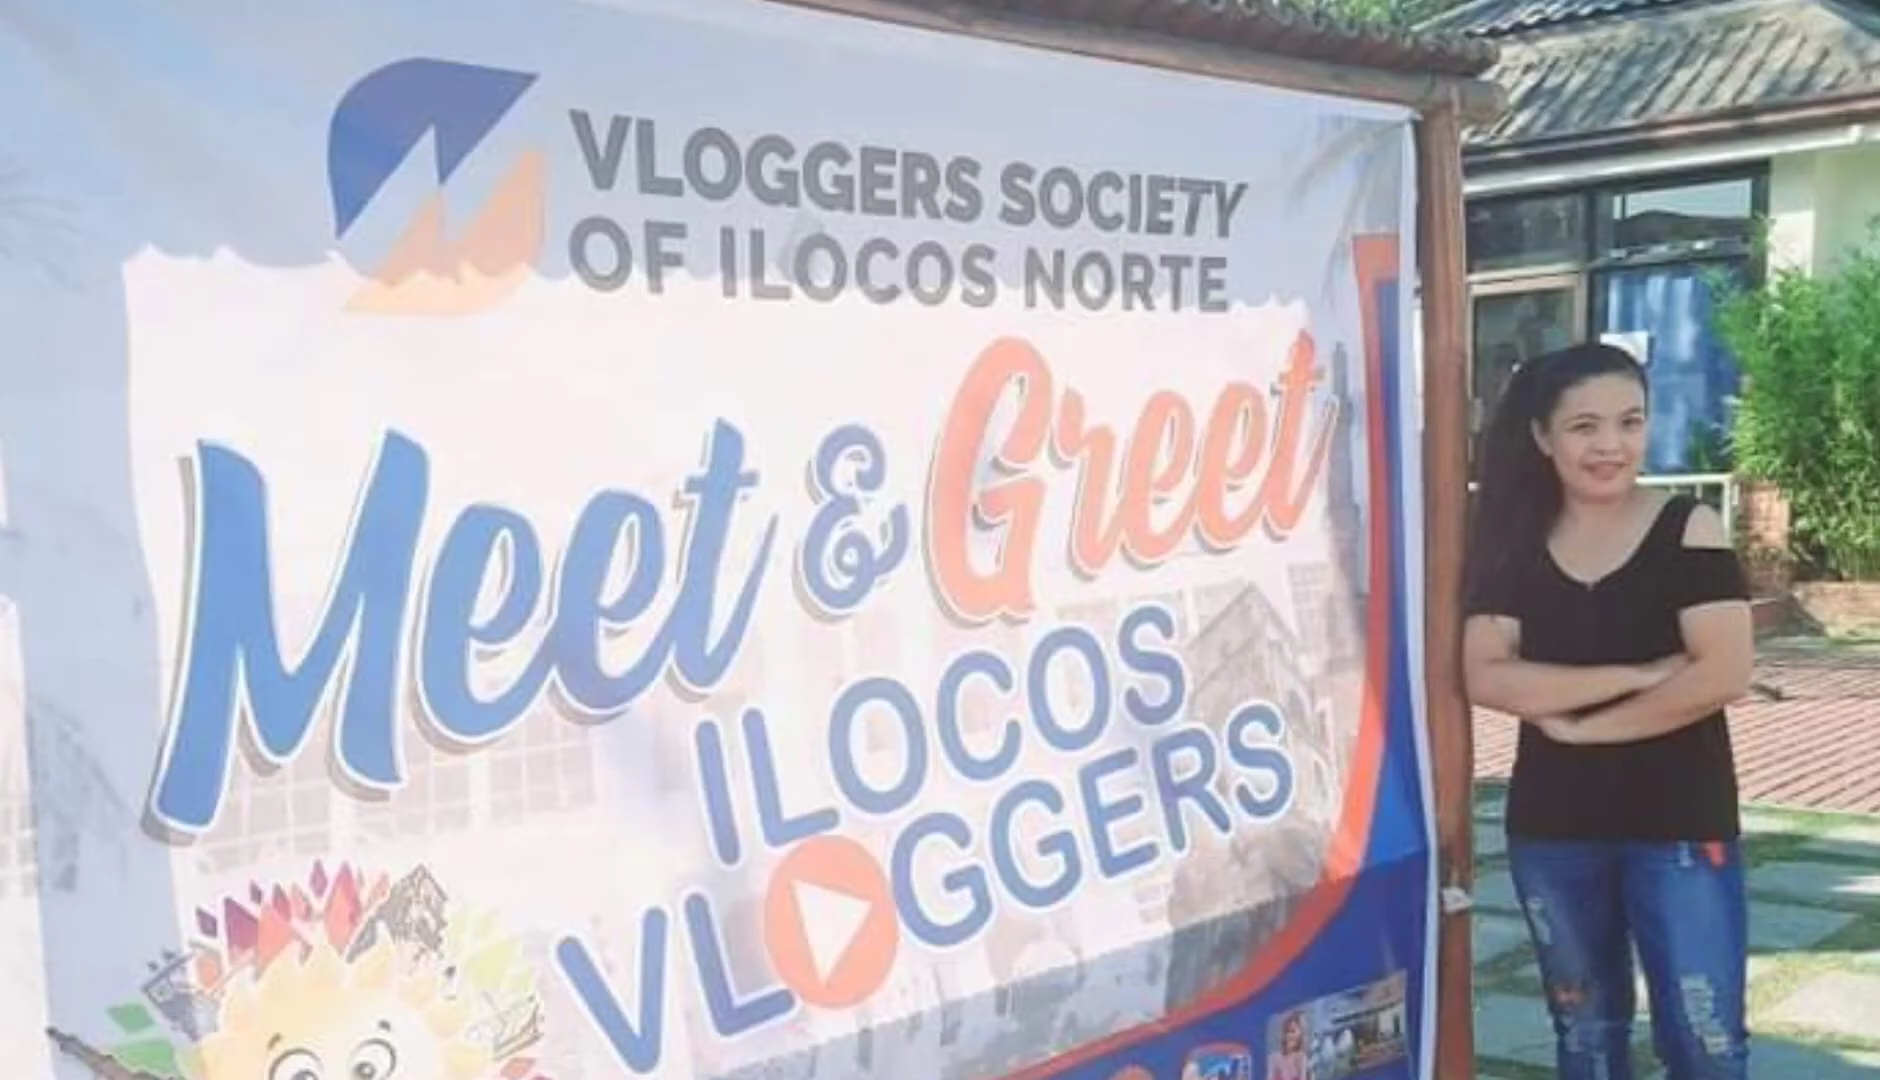 VLOGGERS SOCIETY
OF ILOCOS NORTE
Meet & Greet
ILOCOS
VLOGGERS